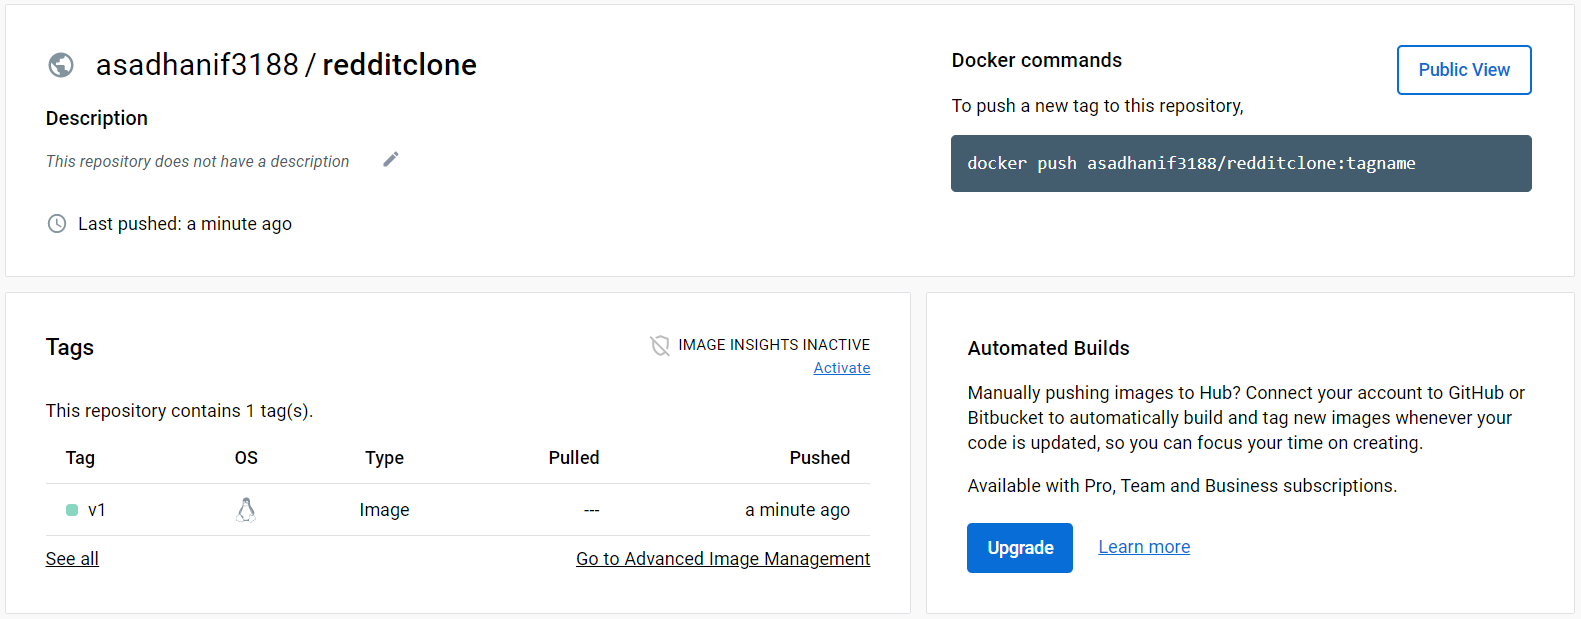 asadhanif3188 / redditclone
Description
This repository does not have a description
Last pushed: a minute ago
Docker commands
Public View
To push a new tag to this repository,
docker push asadhanif3188/redditclone:tagname
Tags
IMAGE INSIGHTS INACTIVE
Activate
This repository contains 1 tag(s).
Tag OS Type Pulled Pushed
v1 Image --- a minute ago
See all Go to Advanced Image Management
Automated Builds
Manually pushing images to Hub? Connect your account to GitHub or
Bitbucket to automatically build and tag new images whenever your
code is updated, so you can focus your time on creating.
Available with Pro, Team and Business subscriptions.
Upgrade Learn more